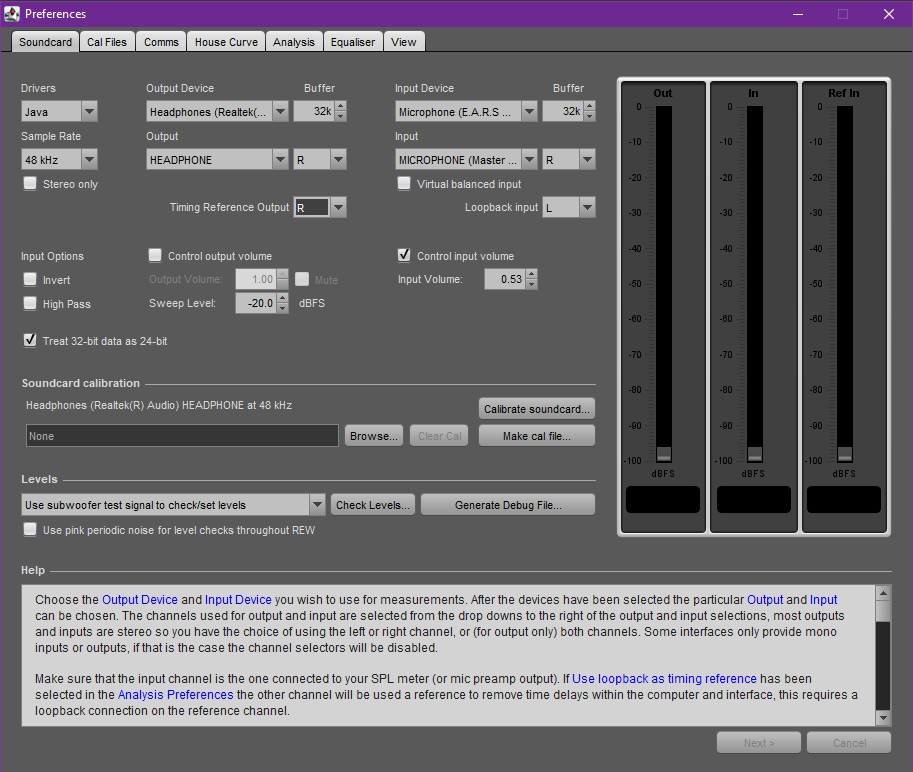 Preferences
Soundcard Cal Files Comms House Curve Analysis Equaliser View
Drivers Output Device Buffer Input Device Buffer
Java Headphones (Realtek(... 32k Microphone (E.A.R.S ... 32k
Sample Rate Output Input
48 kHz HEADPHONE R MICROPHONE (Master ... R
Stereo only Virtual balanced input
Timing Reference Output R Loopback input L
Input Options Control output volume Control input volume
Invert Output Volume: 1.00 Mute Input Volume: 0.53
High Pass Sweep Level: -20.0 dBFS
Treat 32-bit data as 24-bit
Soundcard calibration
Headphones (Realtek(R) Audio) HEADPHONE at 48 kHz
Calibrate soundcard...
None Browse... Clear Cal Make cal file...
Levels
Use subwoofer test signal to check/set levels Check Levels... Generate Debug File...
Use pink periodic noise for level checks throughout REW
Out In Ref In
0 0 0
-10 -10 -10
-20 -20 -20
-30 -30 -30
-40 -40 -40
-50 -50 -50
-60 -60 -60
-70 -70 -70
-80 -80 -80
-90 -90 -90
-100 -100 -100
dBFS dBFS dBFS
Help
Choose the Output Device and Input Device you wish to use for measurements. After the devices have been selected the particular Output and Input
can be chosen. The channels used for output and input are selected from the drop downs to the right of the output and input selections, most outputs
and inputs are stereo so you have the choice of using the left or right channel, or (for output only) both channels. Some interfaces only provide mono
inputs or outputs, if that is the case the channel selectors will be disabled.
Make sure that the input channel is the one connected to your SPL meter (or mic preamp output). If Use loopback as timing reference has been
selected in the Analysis Preferences the other channel will be used a reference to remove time delays within the computer and interface, this requires a
loopback connection on the reference channel.
Next > Cancel